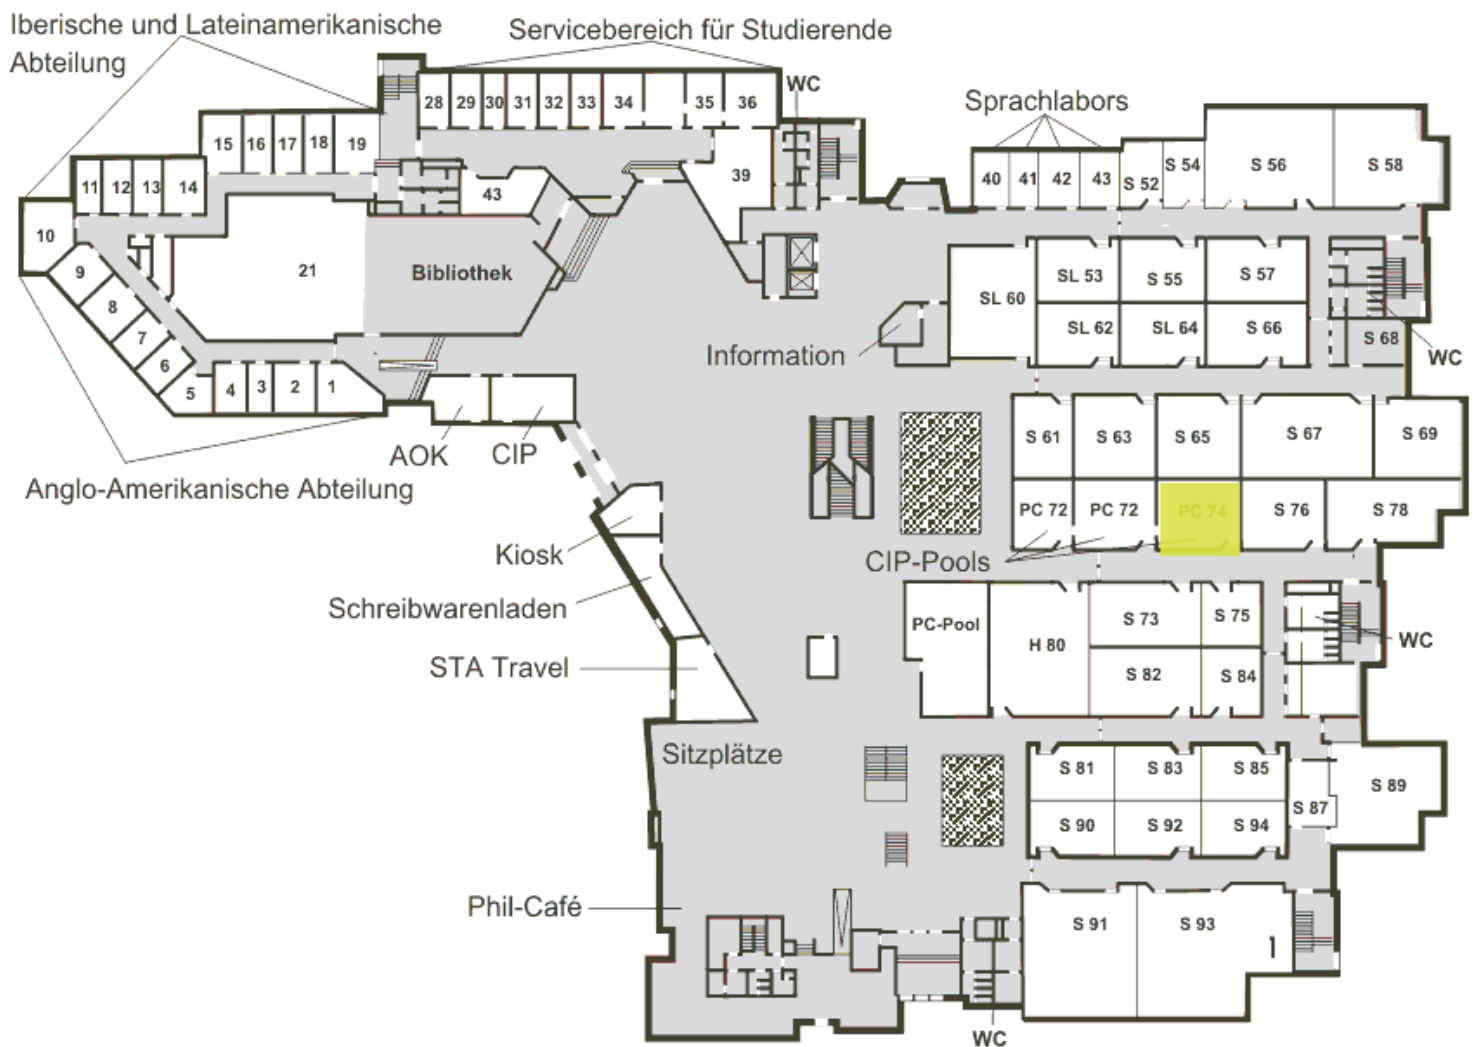 Iberische und Lateinamerikanische
Abteilung
Servicebereich für Studierende
WC
Sprachlabors
28 29 30 31 32 33 34 35 36
15 16 17 18 19
11 12 13 14
10
43
39
40 41 42 43 S 52 S 54 S 56 S 58
9
8
7
6
5
4
3
2
1
21
Bibliothek
SL 60
SL 53 S 55 S 57
SL 62 SL 64 S 66
S 68
WC
Information
AOK
CIP
Anglo-Amerikanische Abteilung
S 61 S 63 S 65 S 67 S 69
PC 72 PC 72 PC 74 S 76 S 78
CIP-Pools
Kiosk
Schreibwarenladen
STA Travel
PC-Pool
H 80
S 73 S 75
S 82 S 84
WC
Sitzplätze
S 81 S 83 S 85
S 87
S 89
S 90 S 92 S 94
Phil-Café
S 91 S 93
WC